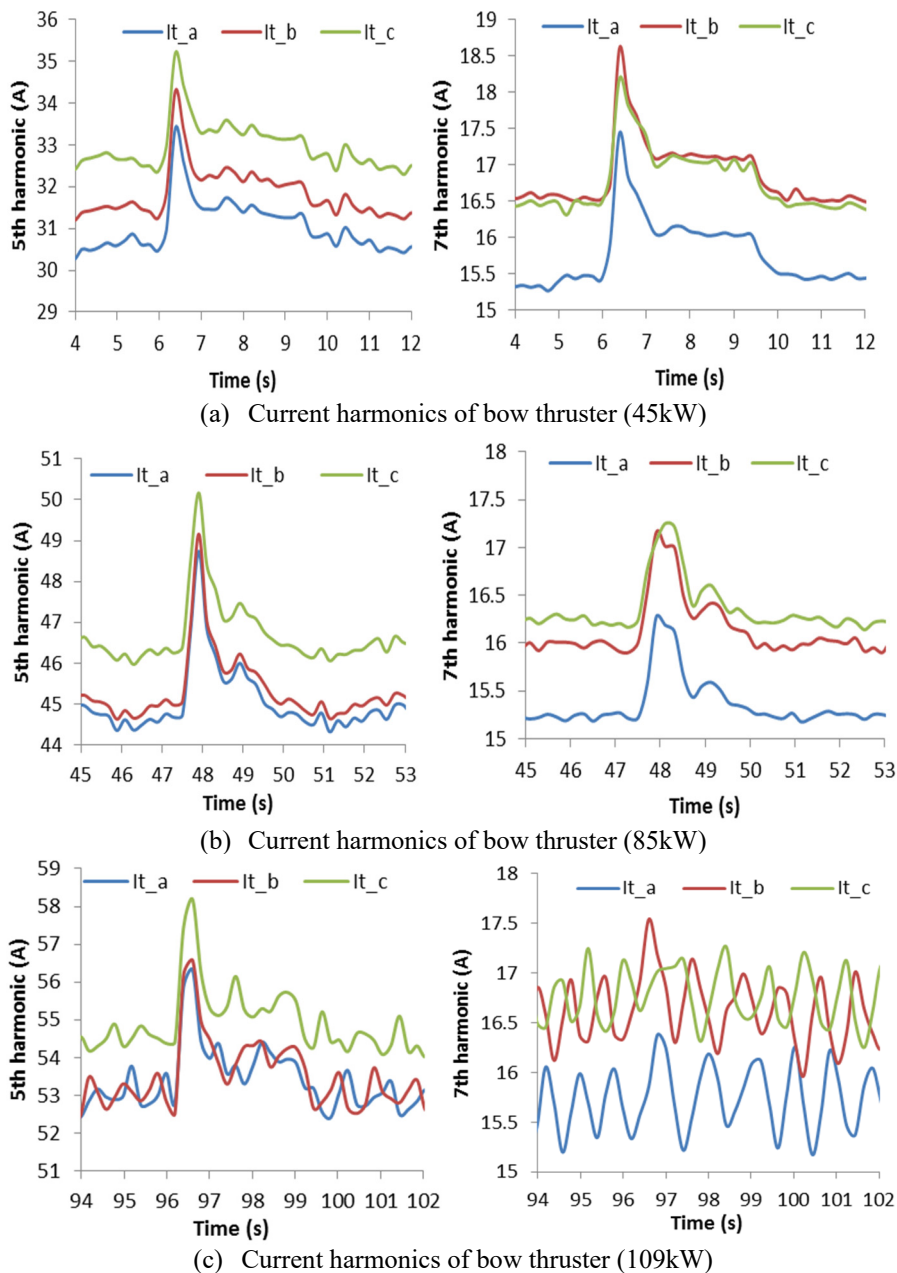 It_a It_b It_c
5th harmonic (A)
36
35
34
33
32
31
30
29
4 5 6 7 8 9 10 11 12
Time (s)
It_a It_b It_c
7th harmonic (A)
19
18.5
18
17.5
17
16.5
16
15.5
15
4 5 6 7 8 9 10 11 12
Time (s)
(a) Current harmonics of bow thruster (45kW)
It_a It_b It_c
5th harmonic (A)
51
50
49
48
47
46
45
44
45 46 47 48 49 50 51 52 53
Time (s)
It_a It_b It_c
7th harmonic (A)
18
17.5
17
16.5
16
15.5
15
45 46 47 48 49 50 51 52 53
Time (s)
(b) Current harmonics of bow thruster (85kW)
It_a It_b It_c
5th harmonic (A)
59
58
57
56
55
54
53
52
51
94 95 96 97 98 99 100 101 102
Time (s)
It_a It_b It_c
7th harmonic (A)
18
17.5
17
16.5
16
15.5
15
94 95 96 97 98 99 100 101 102
Time (s)
(c) Current harmonics of bow thruster (109kW)